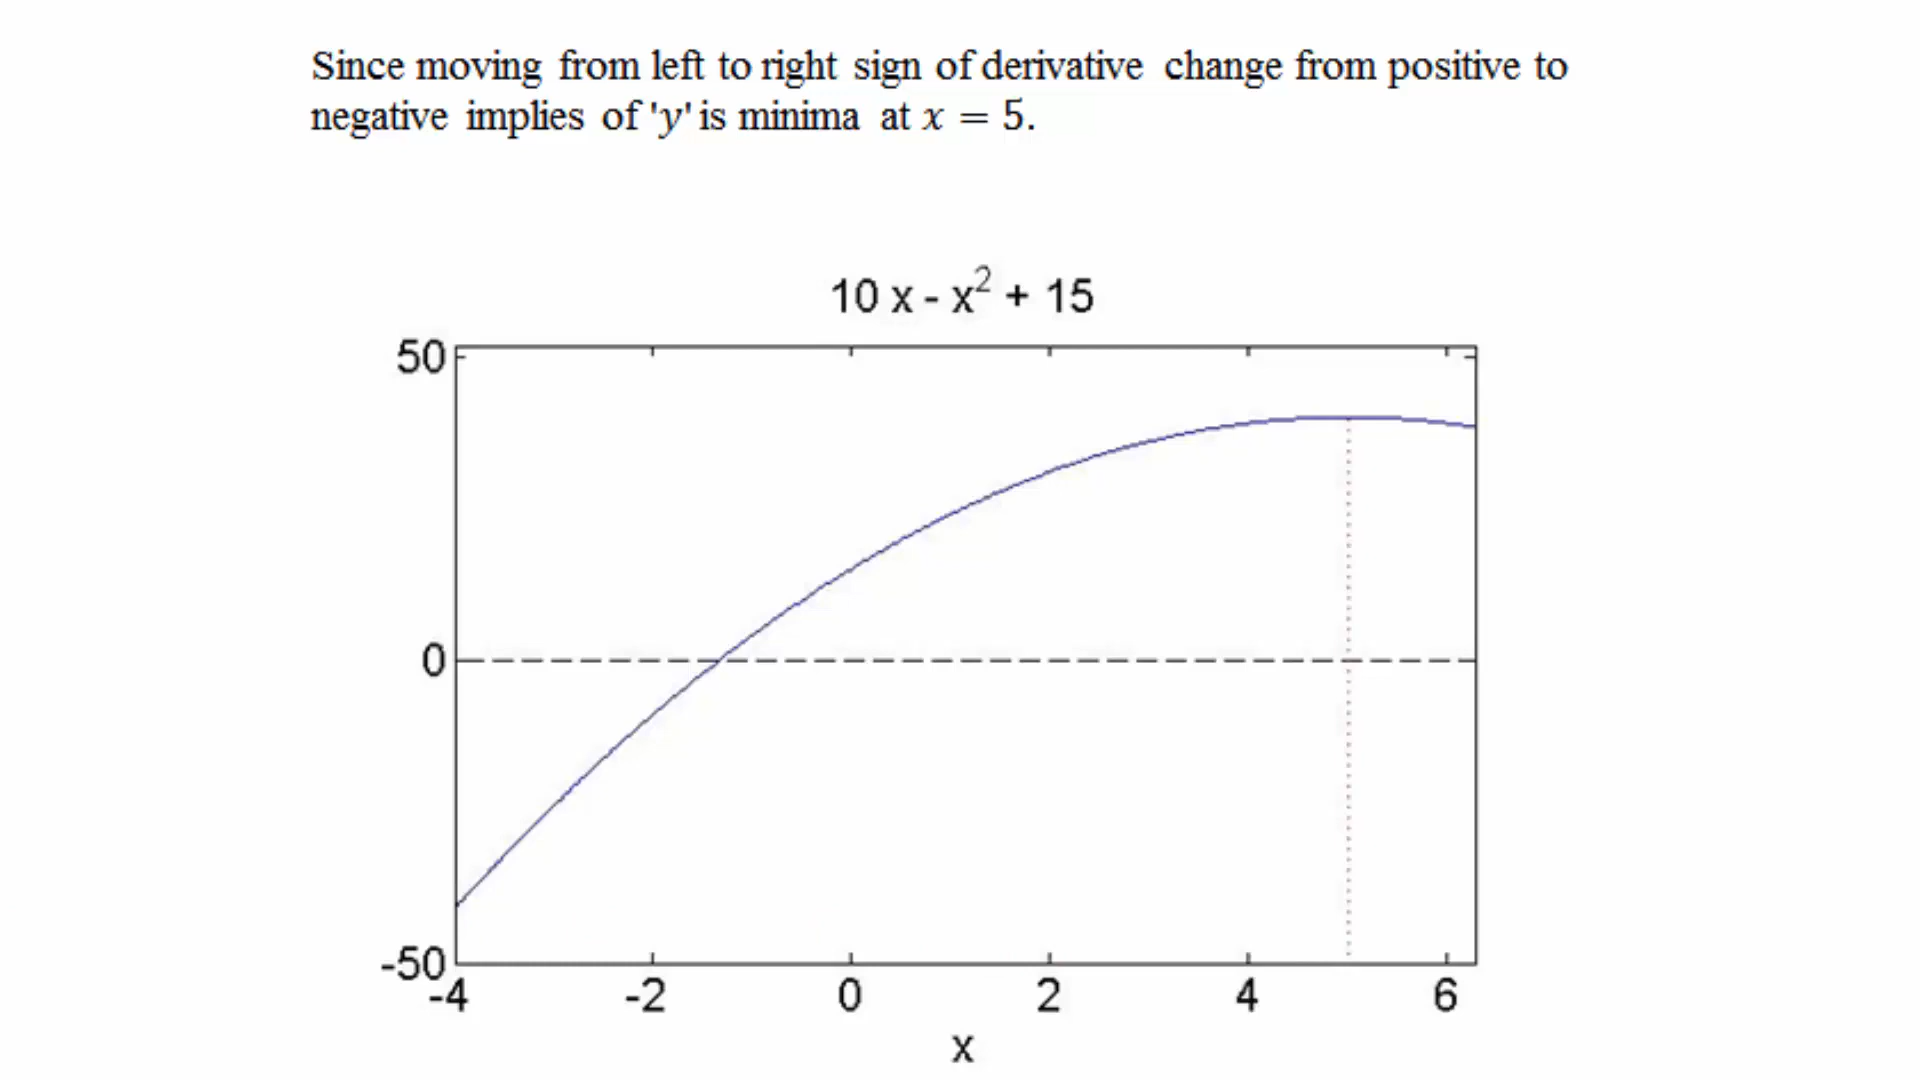 Since moving from left to right sign of derivative change from positive to
negative implies of 'y' is minima at x = 5.
10 x - x² + 15
50
0
-50
-4 -2 0 2 4 6
x